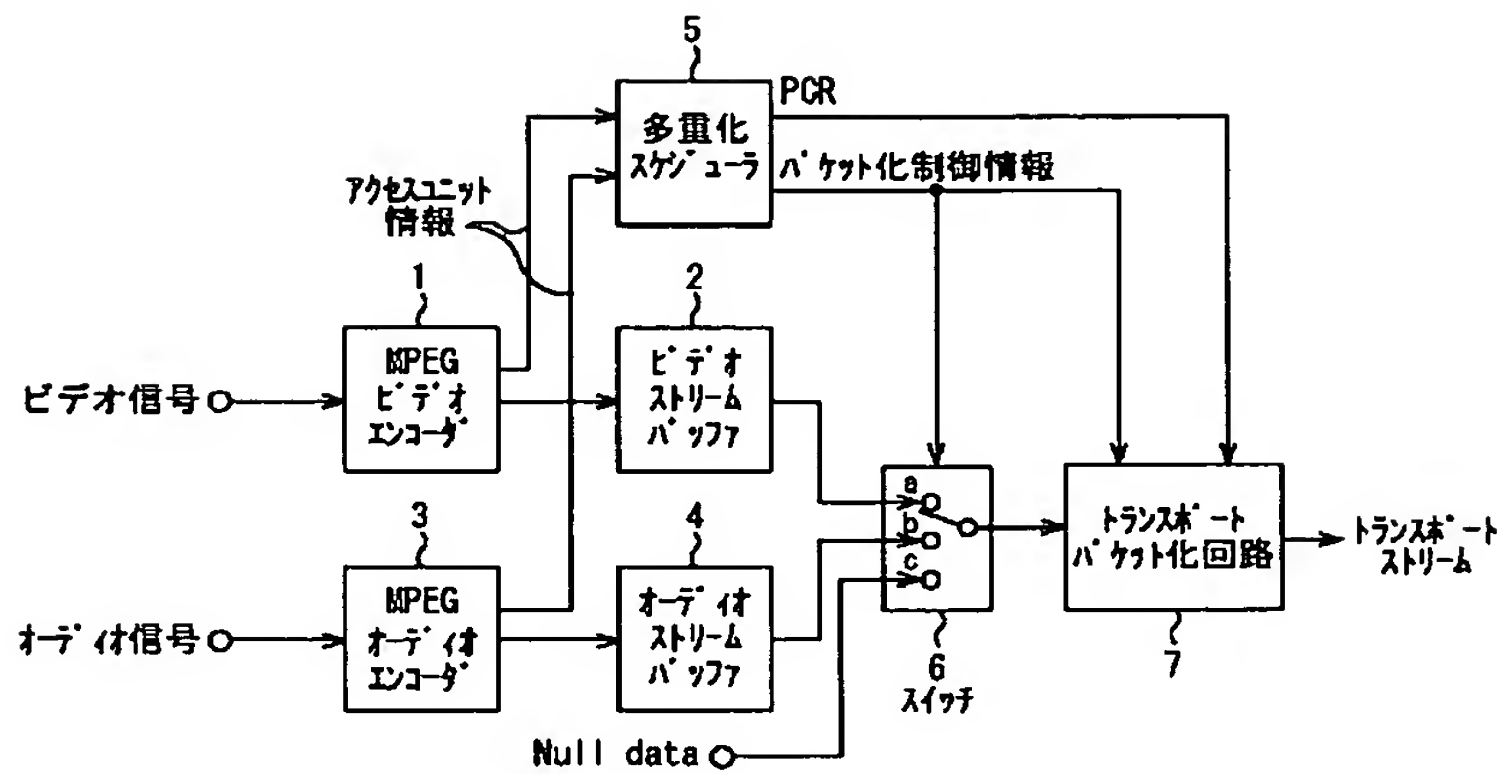 5
多重化
スケジューラ
PCR
パケット化制御情報
アクセスユニット
情報
1
MPEG
ビデオ
エンコーダ
2
ビデオ
ストリーム
バッファ
ビデオ信号
3
MPEG
オーディオ
エンコーダ
4
オーディオ
ストリーム
バッファ
オーディオ信号
a
b
c
6
スイッチ
トランスポート
パケット化回路
7
トランスポート
ストリーム
Null data